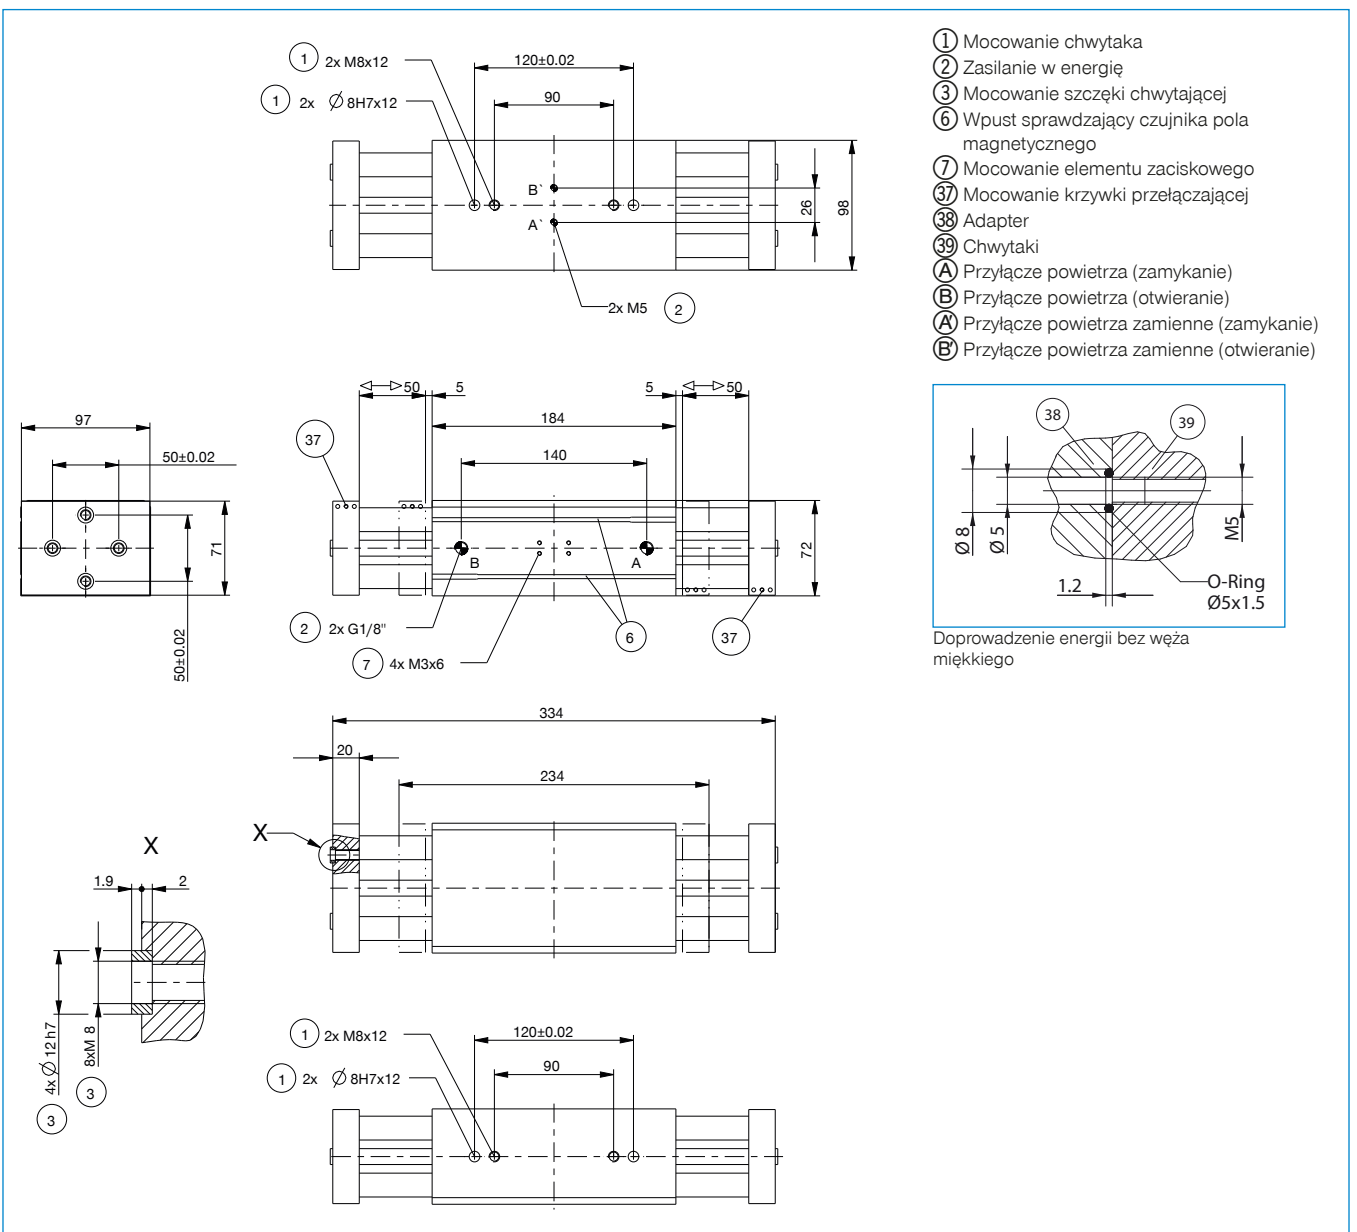 1 2x M8x12
120±0.02
1 2x Ø 8H7x12
90
B`
A`
26
98
2x M5 2
1 Mocowanie chwytaka
2 Zasilanie w energię
3 Mocowanie szczęki chwytającej
6 Wpust sprawdzający czujnika pola
magnetycznego
7 Mocowanie elementu zaciskowego
37 Mocowanie krzywki przełączającej
38 Adapter
39 Chwytaki
A Przyłącze powietrza (zamykanie)
B Przyłącze powietrza (otwieranie)
A' Przyłącze powietrza zamienne (zamykanie)
B' Przyłącze powietrza zamienne (otwieranie)
97
50±0.02
71
50±0.02
50 5
5 50
184
37
140
B
A
72
2 2x G1/8"
7 4x M3x6
6
37
38
39
Ø 8
Ø 5
M5
1.2
O-Ring
Ø5x1.5
Doprowadzenie energii bez węża
miękkiego
334
20
234
X
X
1.9 2
4x Ø 12 h7
3
8xM 8
3
1 2x M8x12
120±0.02
1 2x Ø 8H7x12
90